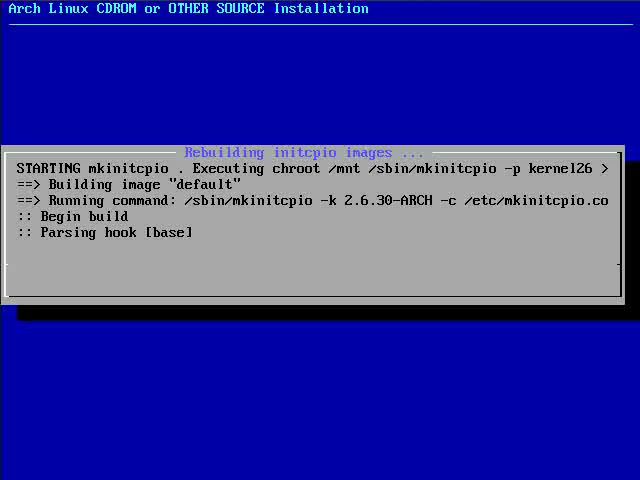 Arch Linux CDROM or OTHER SOURCE Installation
Rebuilding initcpio images ...
STARTING mkinitcpio . Executing chroot /mnt /sbin/mkinitcpio -p kernel26 >
==> Building image "default"
==> Running command: /sbin/mkinitcpio -k 2.6.30-ARCH -c /etc/mkinitcpio.co
:: Begin build
:: Parsing hook [base]